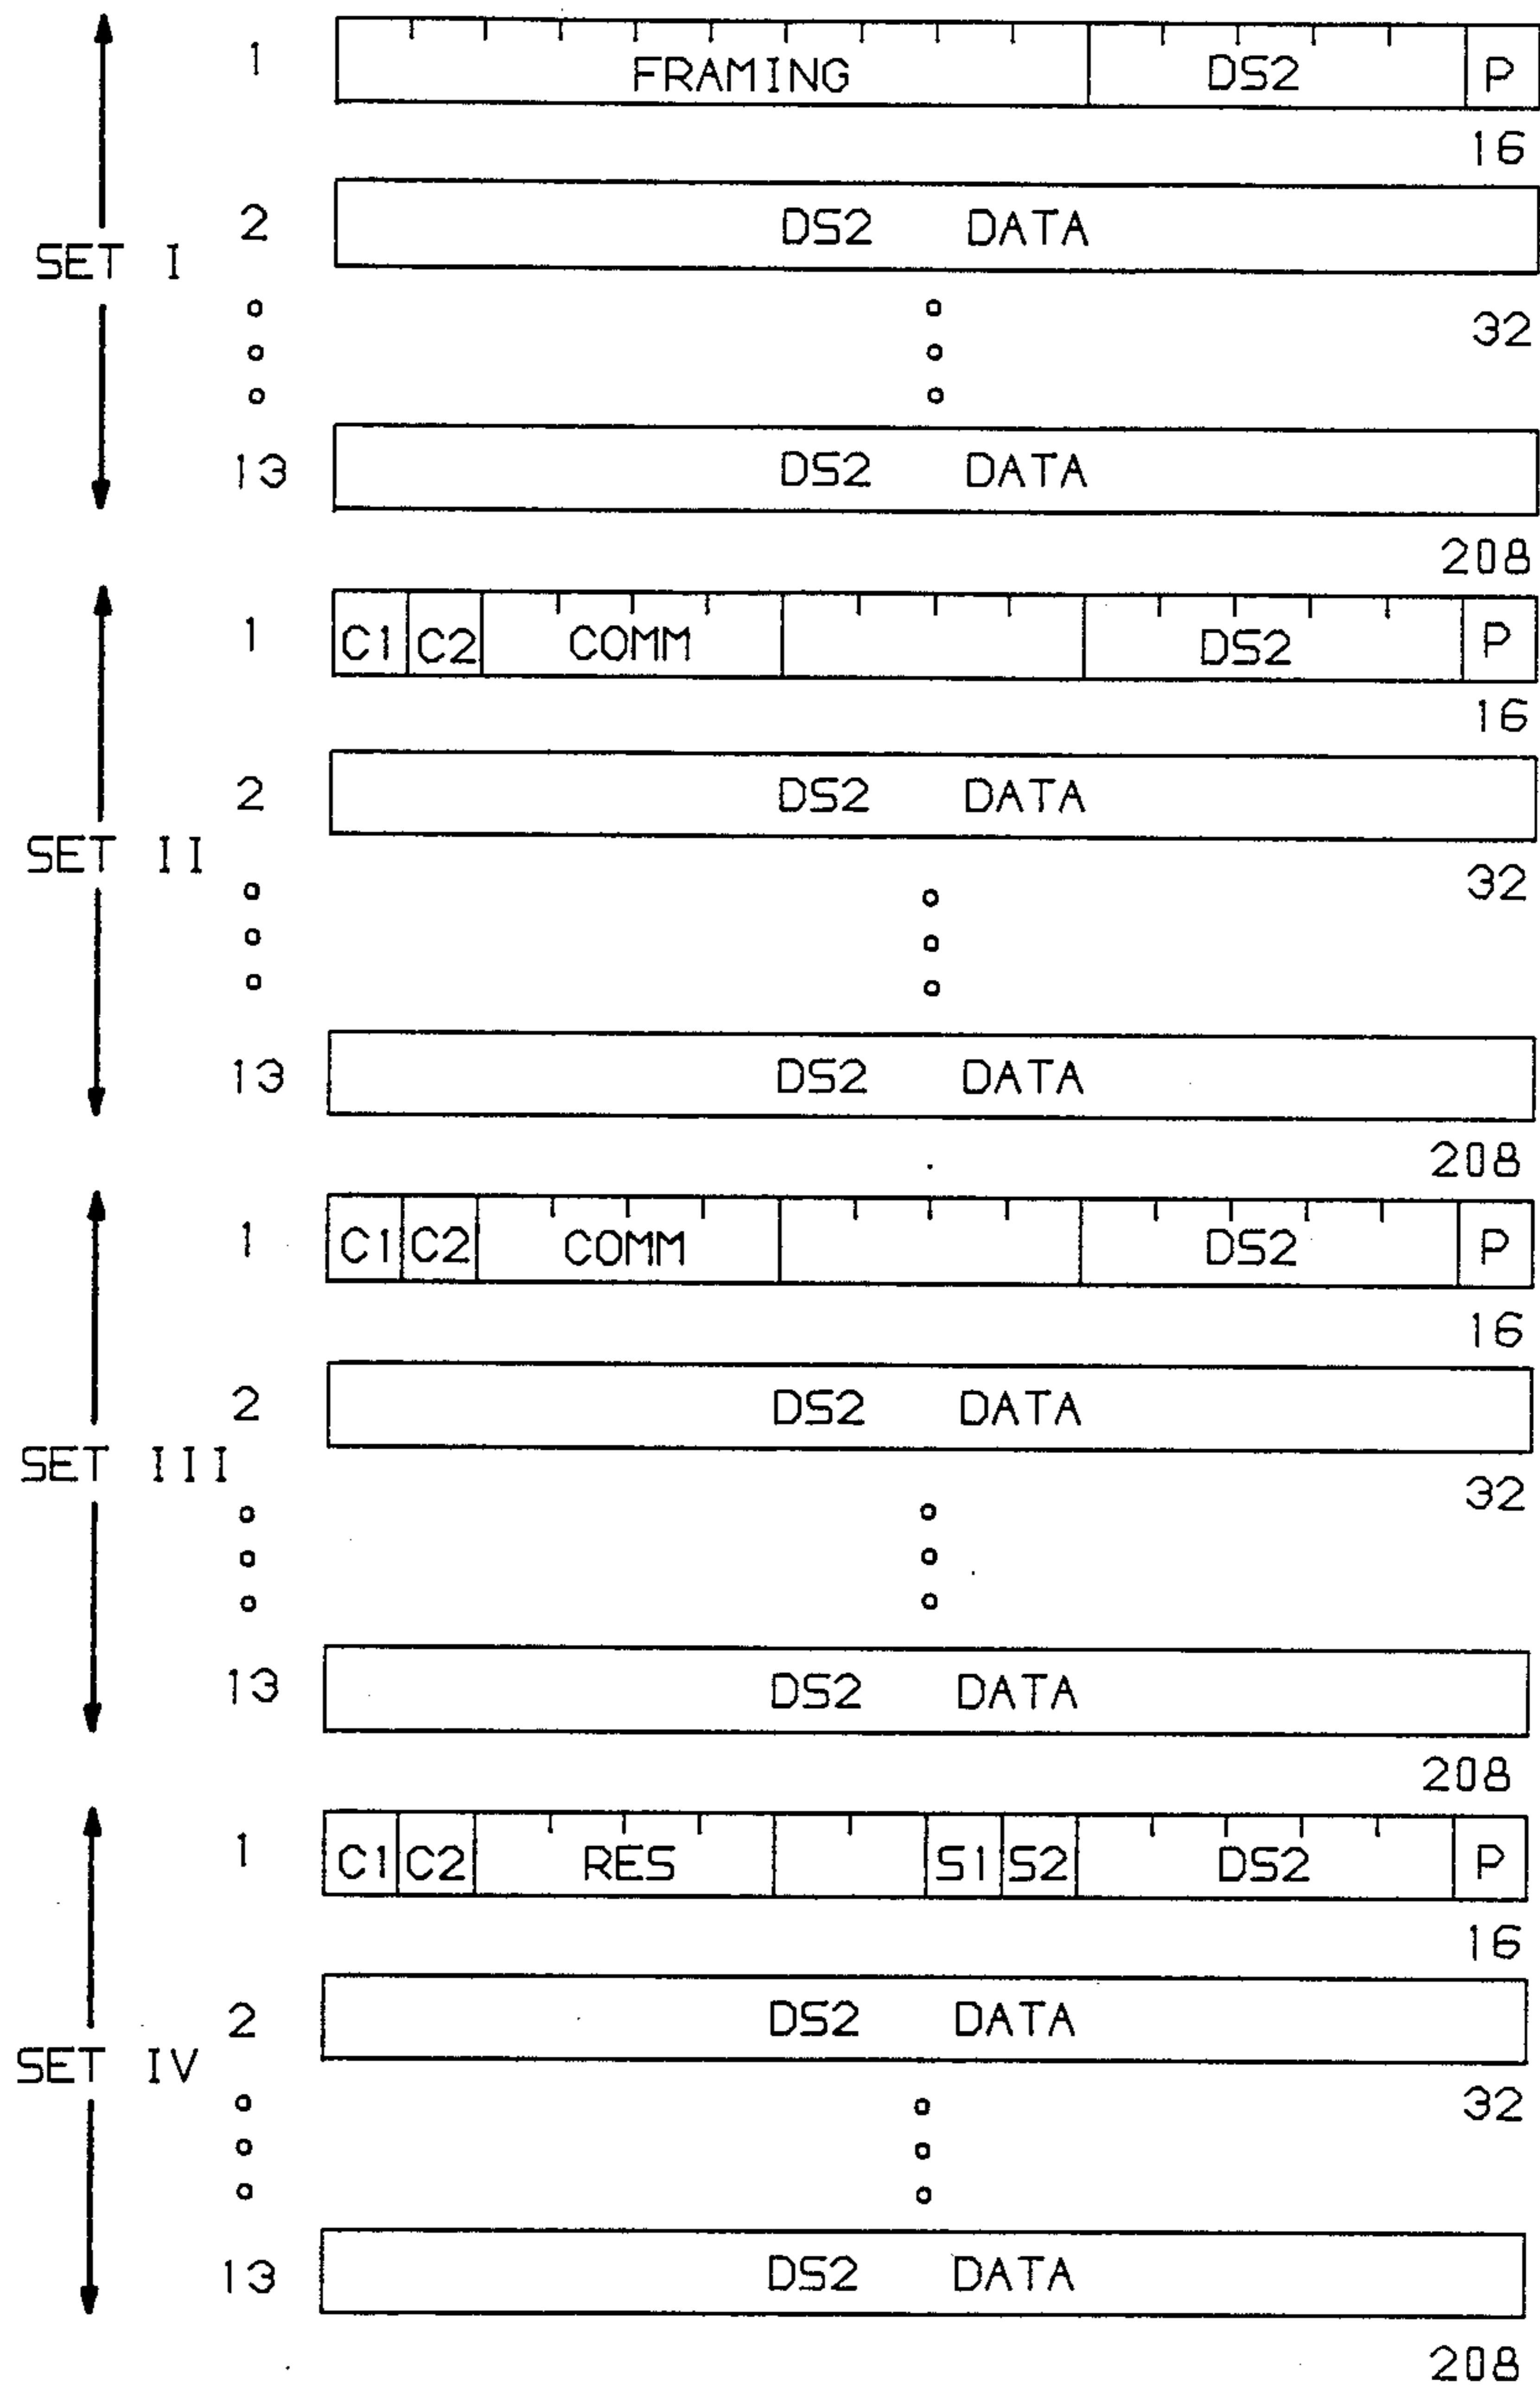 1 FRAMING DS2 P
16
2 DS2 DATA
SET I
32
13 DS2 DATA
208
1 C1 C2 COMM DS2 P
16
2 DS2 DATA
SET II
32
13 DS2 DATA
208
1 C1 C2 COMM DS2 P
16
2 DS2 DATA
SET III
32
13 DS2 DATA
208
1 C1 C2 RES S1 S2 DS2 P
16
2 DS2 DATA
SET IV
32
13 DS2 DATA
208